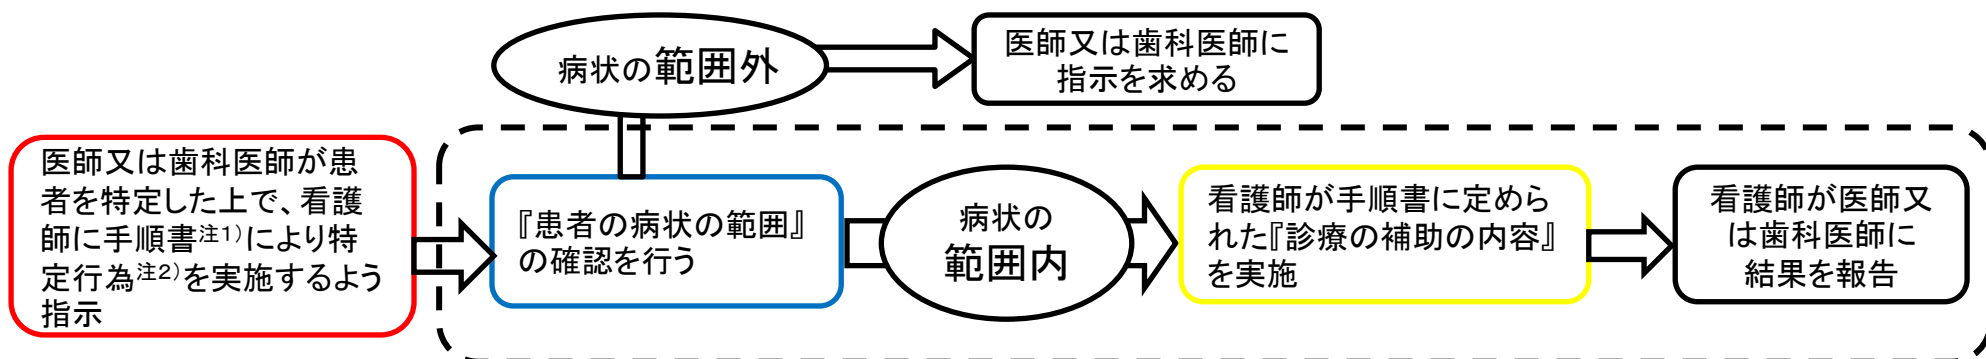 病状の範囲外
医師又は歯科医師に
指示を求める
医師又は歯科医師が患
者を特定した上で、看護
師に手順書注1)により特
定行為注2)を実施するよう
指示
『患者の病状の範囲』
の確認を行う
病状の
範囲内
看護師が手順書に定めら
れた『診療の補助の内容』
を実施
看護師が医師又
は歯科医師に
結果を報告